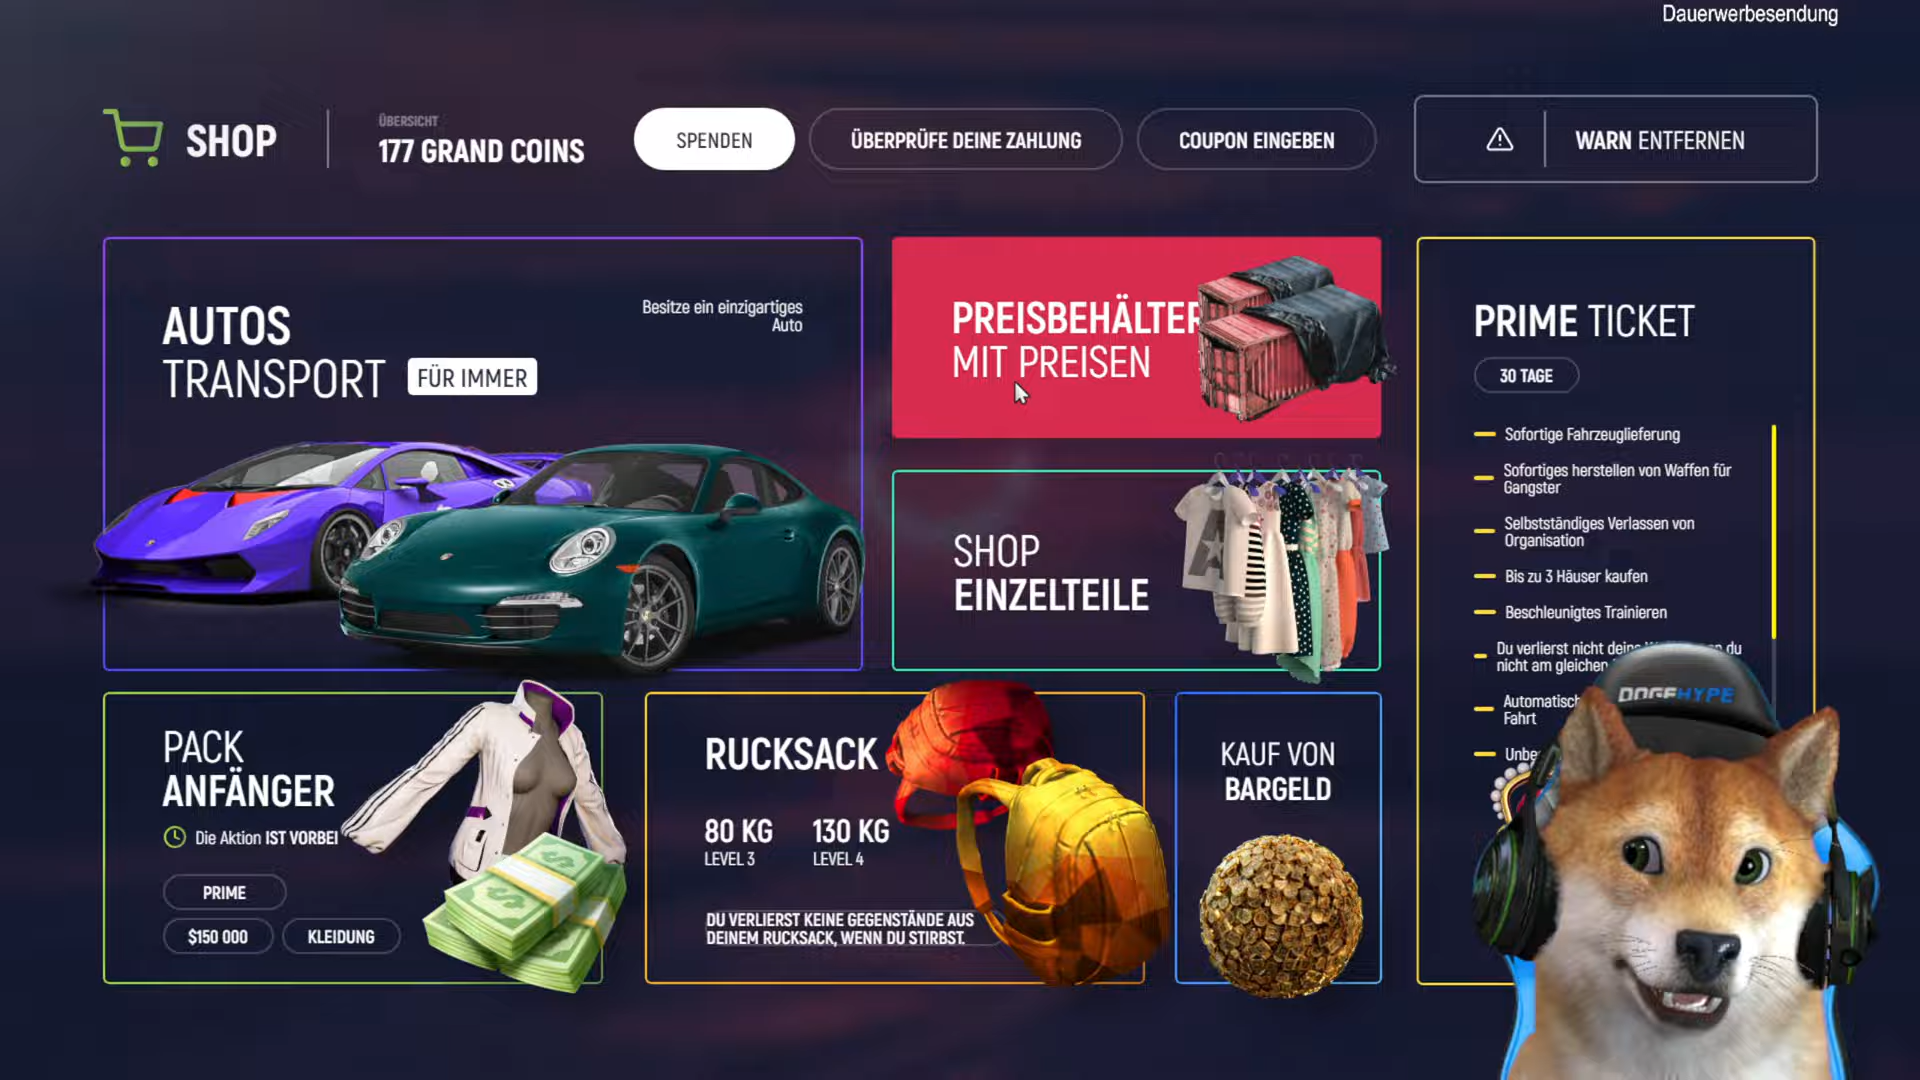 Dauerwerbesendung
SHOP
ÜBERSICHT
177 GRAND COINS
SPENDEN
ÜBERPRÜFE DEINE ZAHLUNG
COUPON EINGEBEN
WARN ENTFERNEN
AUTOS
TRANSPORT
FÜR IMMER
Besitze ein einzigartiges
Auto
PREISBEHÄLTER
MIT PREISEN
SHOP
EINZELTEILE
PRIME TICKET
30 TAGE
Sofortige Fahrzeuglieferung
Sofortiges herstellen von Waffen für
Gangster
Selbstständiges Verlassen von
Organisation
Bis zu 3 Häuser kaufen
Beschleunigtes Trainieren
Du verlierst nicht du
nicht am gleichen
Fahrt
PACK
ANFÄNGER
Die Aktion IST VORBEI
PRIME
$150 000
KLEIDUNG
RUCKSACK
80 KG
LEVEL 3
130 KG
LEVEL 4
DU VERLIERST KEINE GEGENSTÄNDE AUS
DEINEM RUCKSACK, WENN DU STIRBST.
KAUF VON
BARGELD
DOGEHYPE